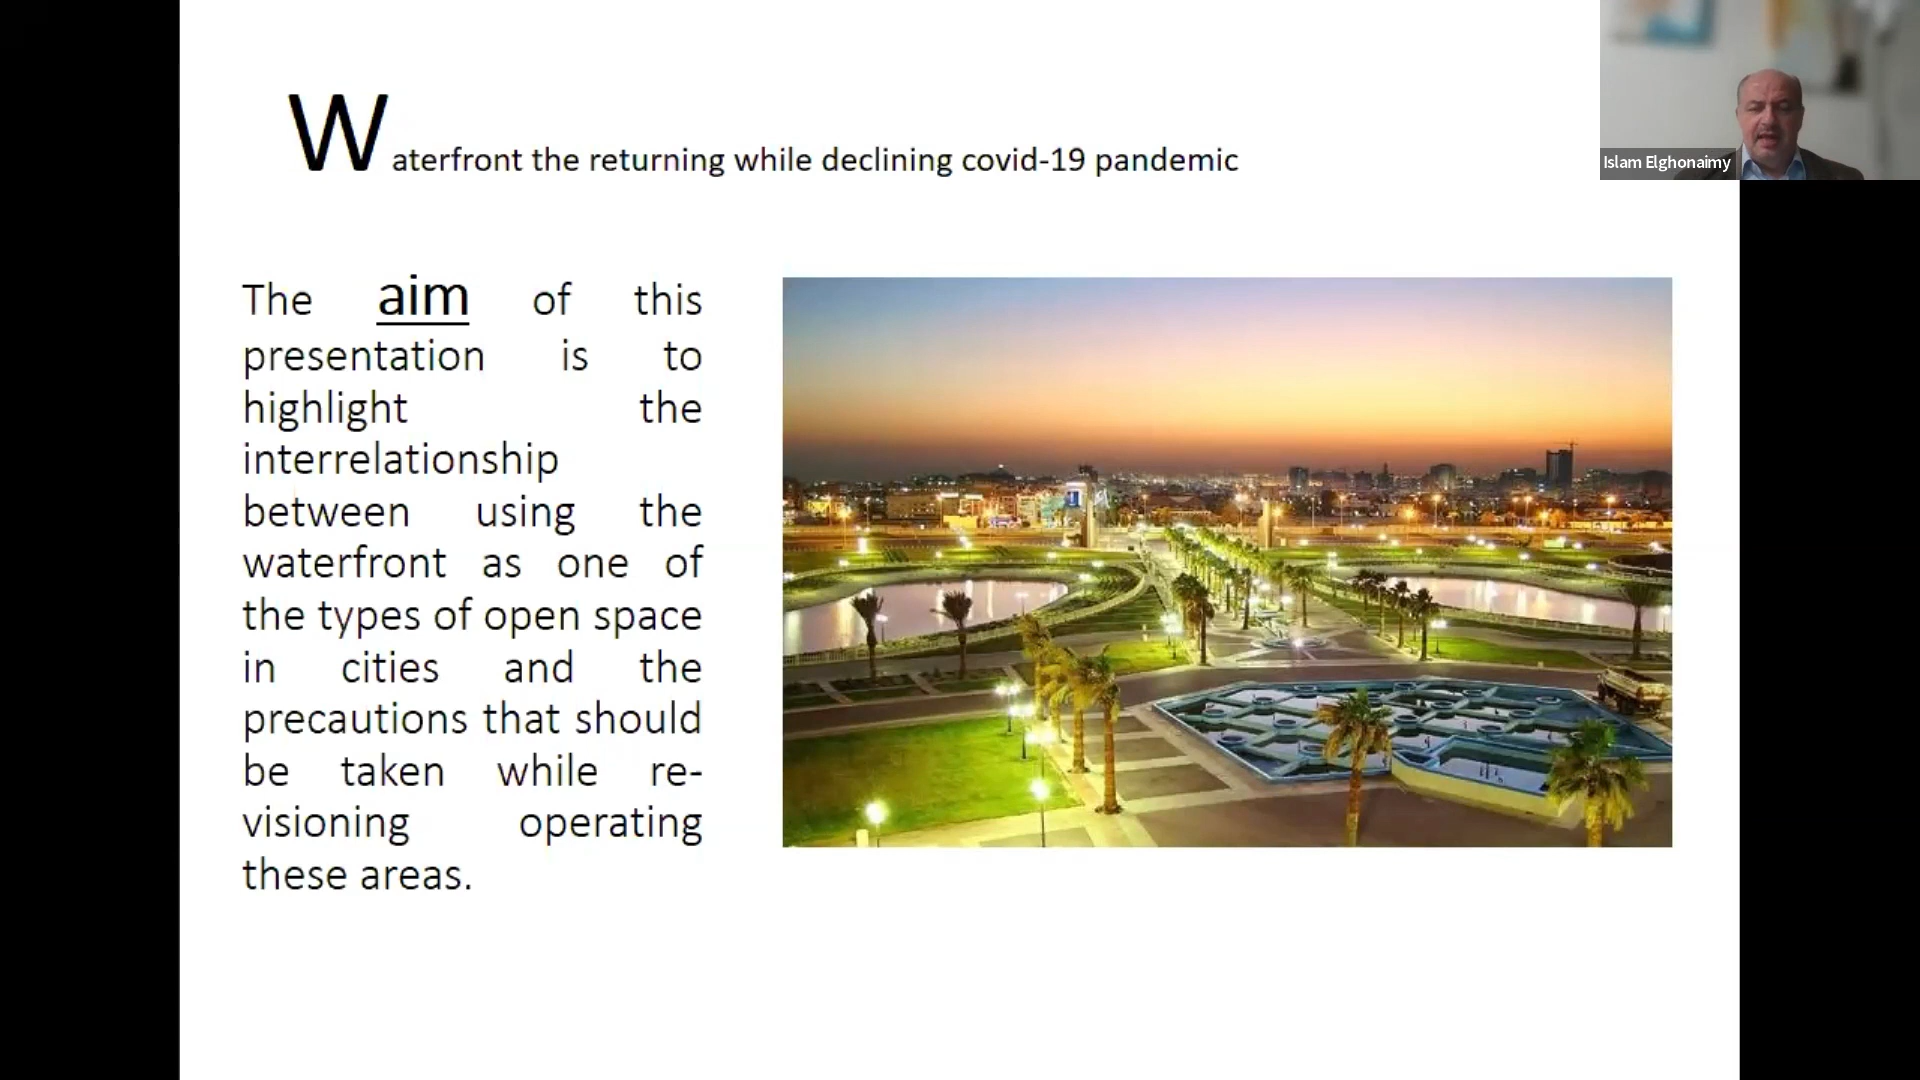 Waterfront the returning while declining covid-19 pandemic
Islam Elghonaimy
The aim of this
presentation is to
highlight the
interrelationship
between using the
waterfront as one of
the types of open space
in cities and the
precautions that should
be taken while re-
visioning operating
these areas.